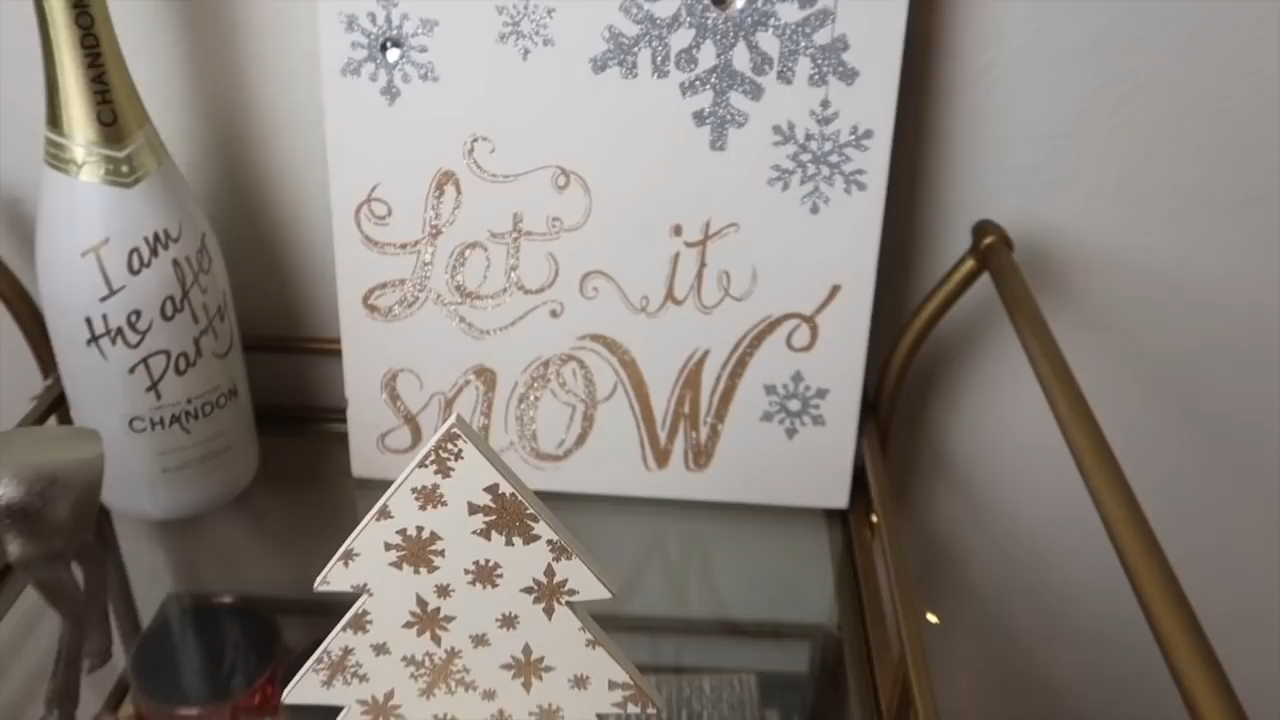 CHANDON
I am
the after
Party
CHANDON
Let it
snow